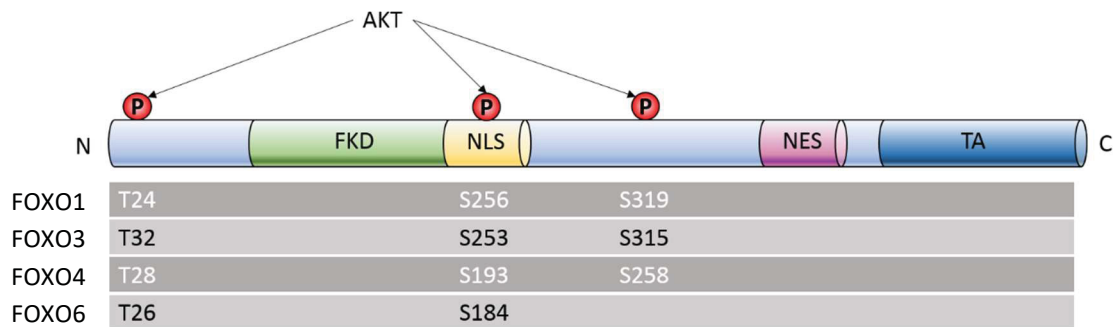 AKT
P P P
N FKD NLS NES TA C
FOXO1 T24 S256 S319
FOXO3 T32 S253 S315
FOXO4 T28 S193 S258
FOXO6 T26 S184